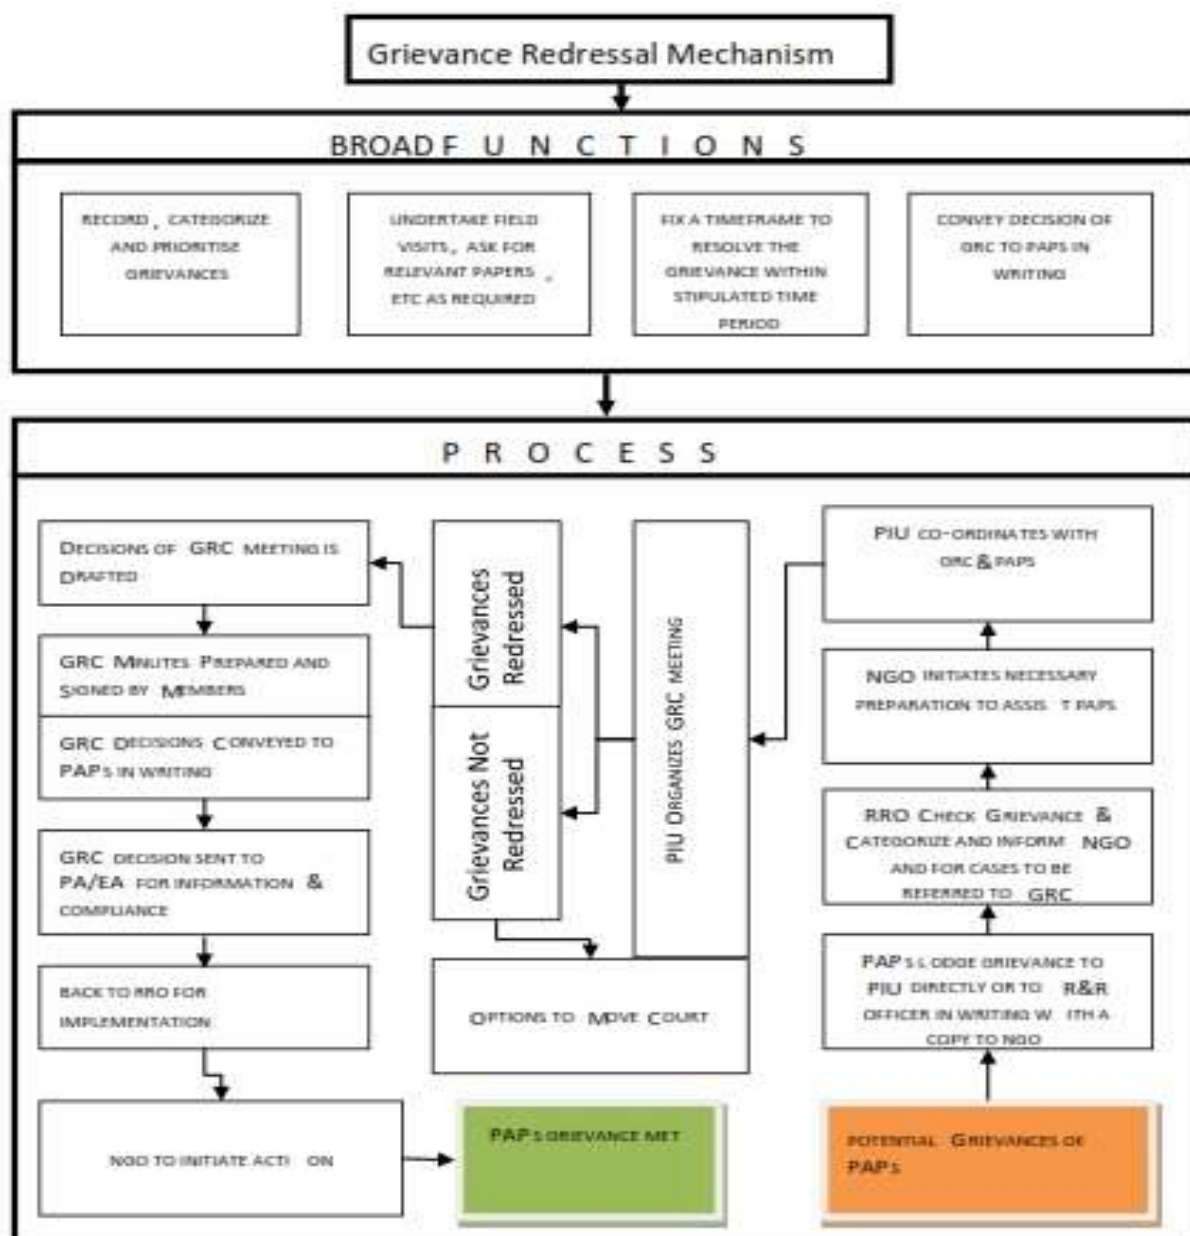 Grievance Redressal Mechanism
BROAD F U N C T I O N S
RECORD , CATEGORIZE
AND PRIORITISE
GRIEVANCES
UNDERTAKE FIELD
VISITS , ASK FOR
RELEVANT PAPERS ,
ETC AS REQUIRED
FIX A TIMEFRAME TO
RESOLVE THE
GRIEVANCE WITHIN
STIPULATED TIME
PERIOD
CONVEY DECISION OF
GRC TO PAPS IN
WRITING
P R O C E S S
DECISIONS OF GRC MEETING IS
DRAFTED
GRC MINUTES PREPARED AND
SIGNED BY MEMBERS
GRC DECISIONS CONVEYED TO
PAPS IN WRITING
GRC DECISION SENT TO
PA/EA FOR INFORMATION &
COMPLIANCE
BACK TO RRO FOR
IMPLEMENTATION
NGO TO INITIATE ACTI ON
Grievances
Redressed
Grievances Not
Redressed
PIU ORGANIZES GRC MEETING
OPTIONS TO MOVE COURT
PAPS GRIEVANCE MET
PIU CO-ORDINATES WITH
GRC & PAPS
NGO INITIATES NECESSARY
PREPARATION TO ASSIS T PAPS
RRO CHECK GRIEVANCE &
CATEGORIZE AND INFORM NGO
AND FOR CASES TO BE
REFERRED TO GRC
PAPS L ODGE GRIEVANCE TO
PIU DIRECTLY OR TO R&R
OFFICER IN WRITING W ITH A
COPY TO NGO
POTENTIAL GRIEVANCES OF
PAPS